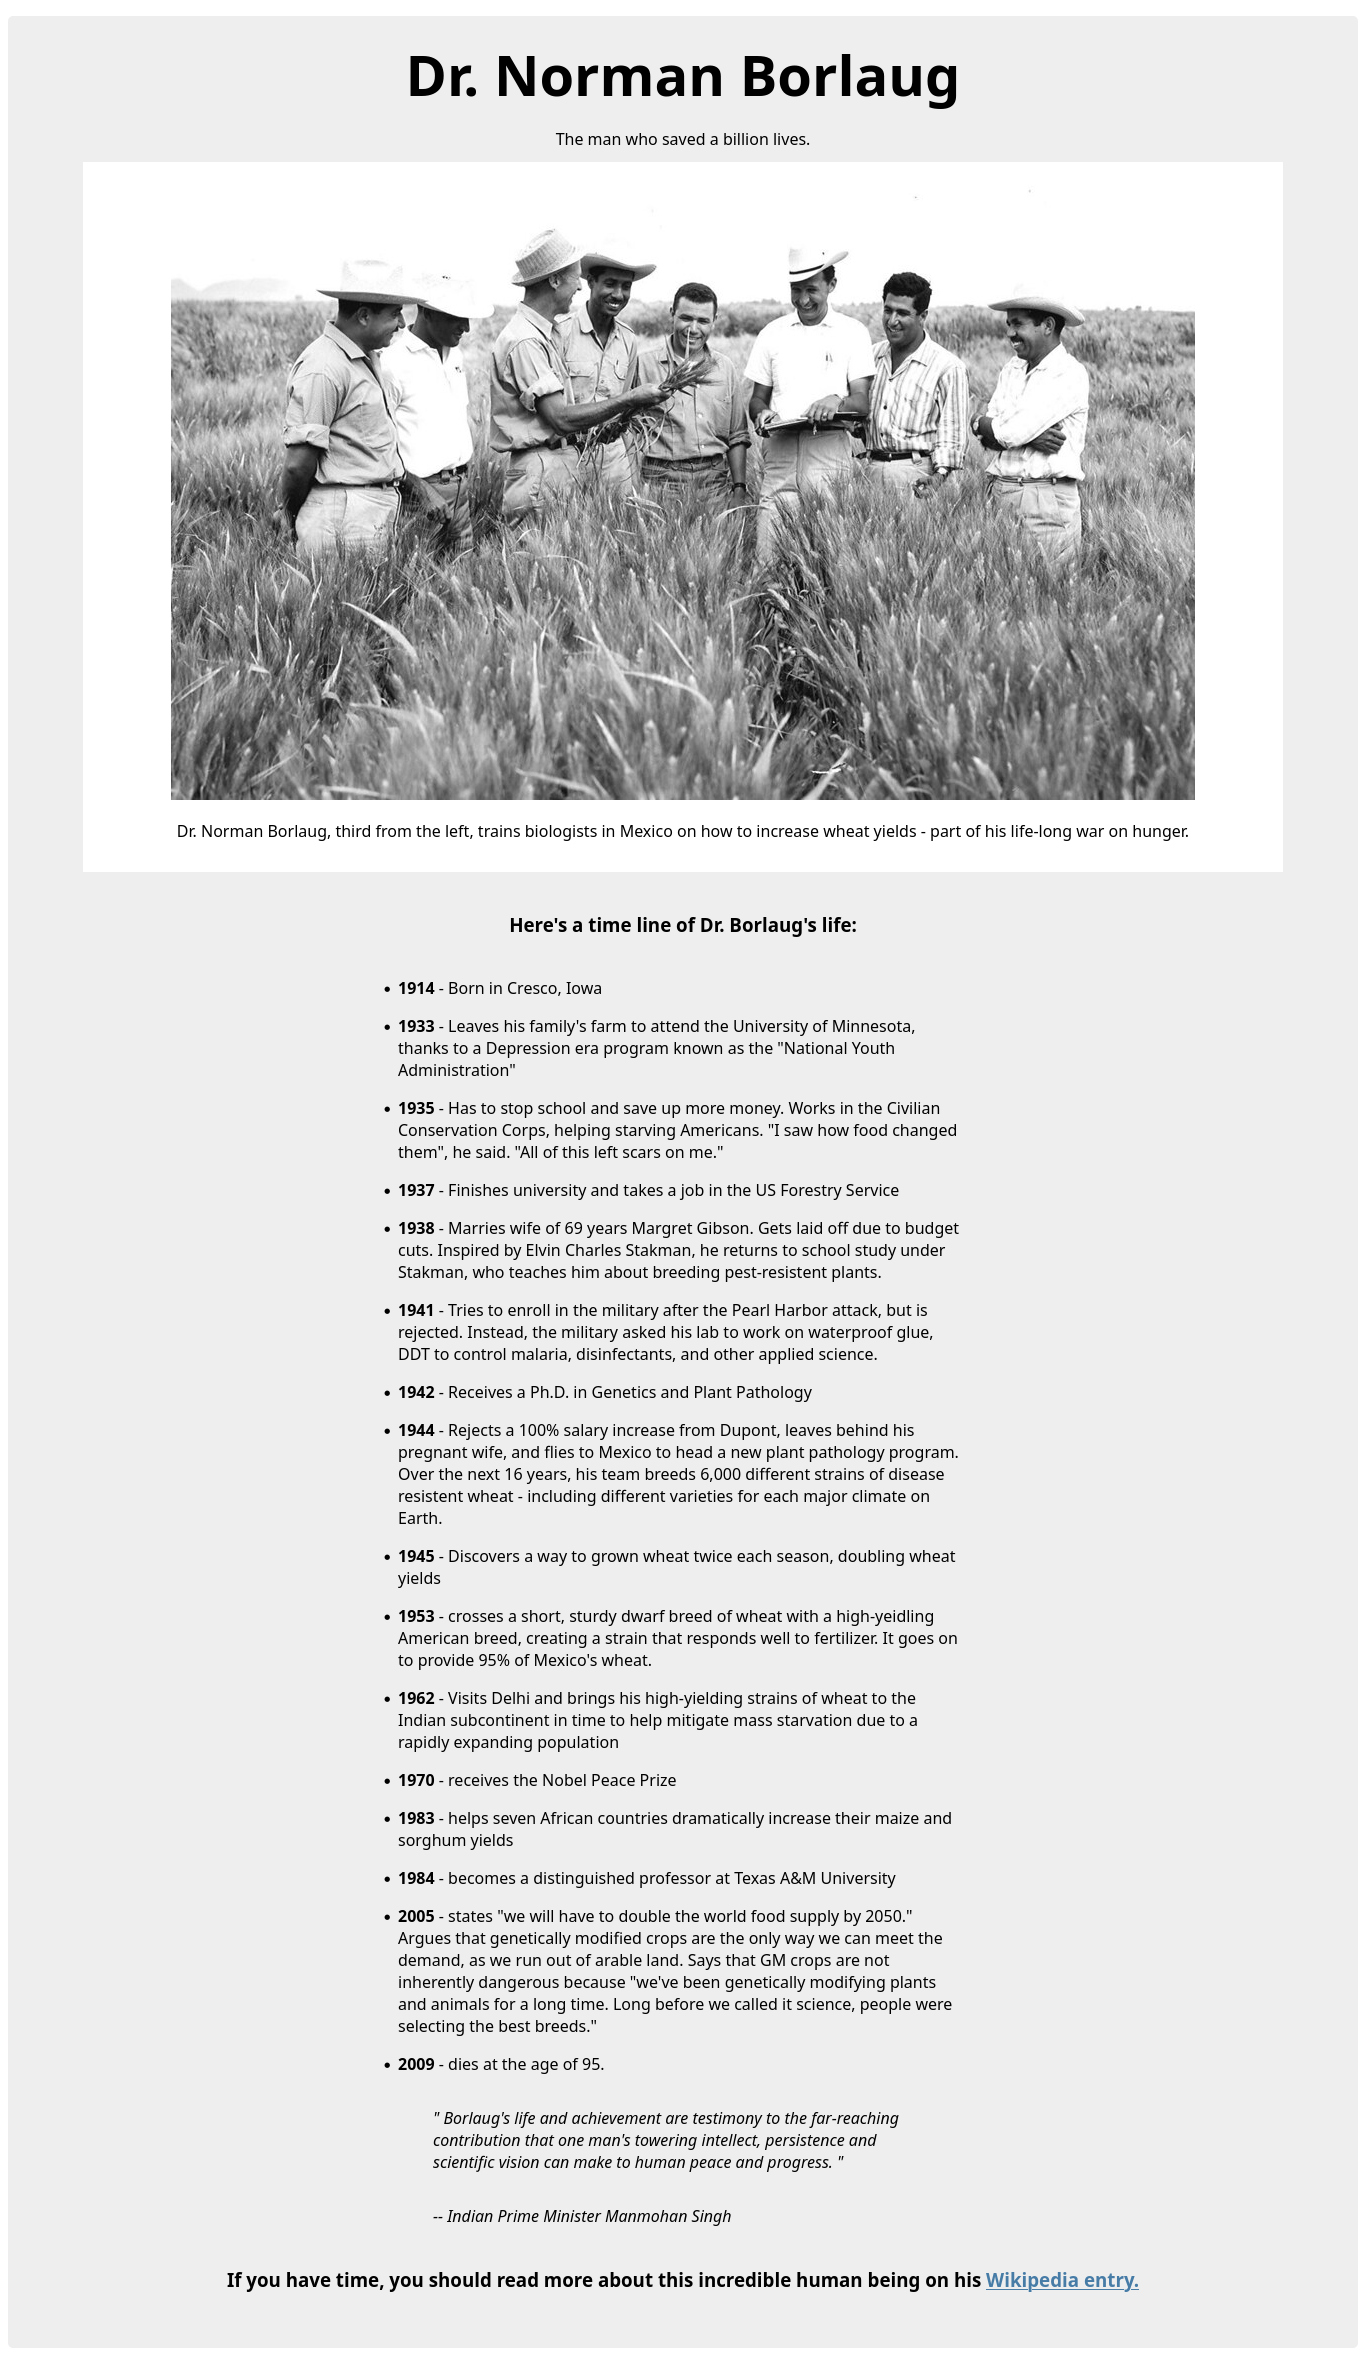 Dr. Norman Borlaug
The man who saved a billion lives.
Dr. Norman Borlaug, third from the left, trains biologists in Mexico on how to increase wheat yields - part of his life-long war on hunger.
Here's a time line of Dr. Borlaug's life:
• 1914 - Born in Cresco, Iowa
• 1933 - Leaves his family's farm to attend the University of Minnesota,
thanks to a Depression era program known as the "National Youth
Administration"
• 1935 - Has to stop school and save up more money. Works in the Civilian
Conservation Corps, helping starving Americans. "I saw how food changed
them", he said. "All of this left scars on me."
• 1937 - Finishes university and takes a job in the US Forestry Service
• 1938 - Marries wife of 69 years Margret Gibson. Gets laid off due to budget
cuts. Inspired by Elvin Charles Stakman, he returns to school study under
Stakman, who teaches him about breeding pest-resistent plants.
• 1941 - Tries to enroll in the military after the Pearl Harbor attack, but is
rejected. Instead, the military asked his lab to work on waterproof glue,
DDT to control malaria, disinfectants, and other applied science.
• 1942 - Receives a Ph.D. in Genetics and Plant Pathology
• 1944 - Rejects a 100% salary increase from Dupont, leaves behind his
pregnant wife, and flies to Mexico to head a new plant pathology program.
Over the next 16 years, his team breeds 6,000 different strains of disease
resistent wheat - including different varieties for each major climate on
Earth.
• 1945 - Discovers a way to grown wheat twice each season, doubling wheat
yields
• 1953 - crosses a short, sturdy dwarf breed of wheat with a high-yeidling
American breed, creating a strain that responds well to fertilizer. It goes on
to provide 95% of Mexico's wheat.
• 1962 - Visits Delhi and brings his high-yielding strains of wheat to the
Indian subcontinent in time to help mitigate mass starvation due to a
rapidly expanding population
• 1970 - receives the Nobel Peace Prize
• 1983 - helps seven African countries dramatically increase their maize and
sorghum yields
• 1984 - becomes a distinguished professor at Texas A&M University
• 2005 - states "we will have to double the world food supply by 2050."
Argues that genetically modified crops are the only way we can meet the
demand, as we run out of arable land. Says that GM crops are not
inherently dangerous because "we've been genetically modifying plants
and animals for a long time. Long before we called it science, people were
selecting the best breeds."
• 2009 - dies at the age of 95.
" Borlaug's life and achievement are testimony to the far-reaching
contribution that one man's towering intellect, persistence and
scientific vision can make to human peace and progress. "
-- Indian Prime Minister Manmohan Singh
If you have time, you should read more about this incredible human being on his Wikipedia entry.